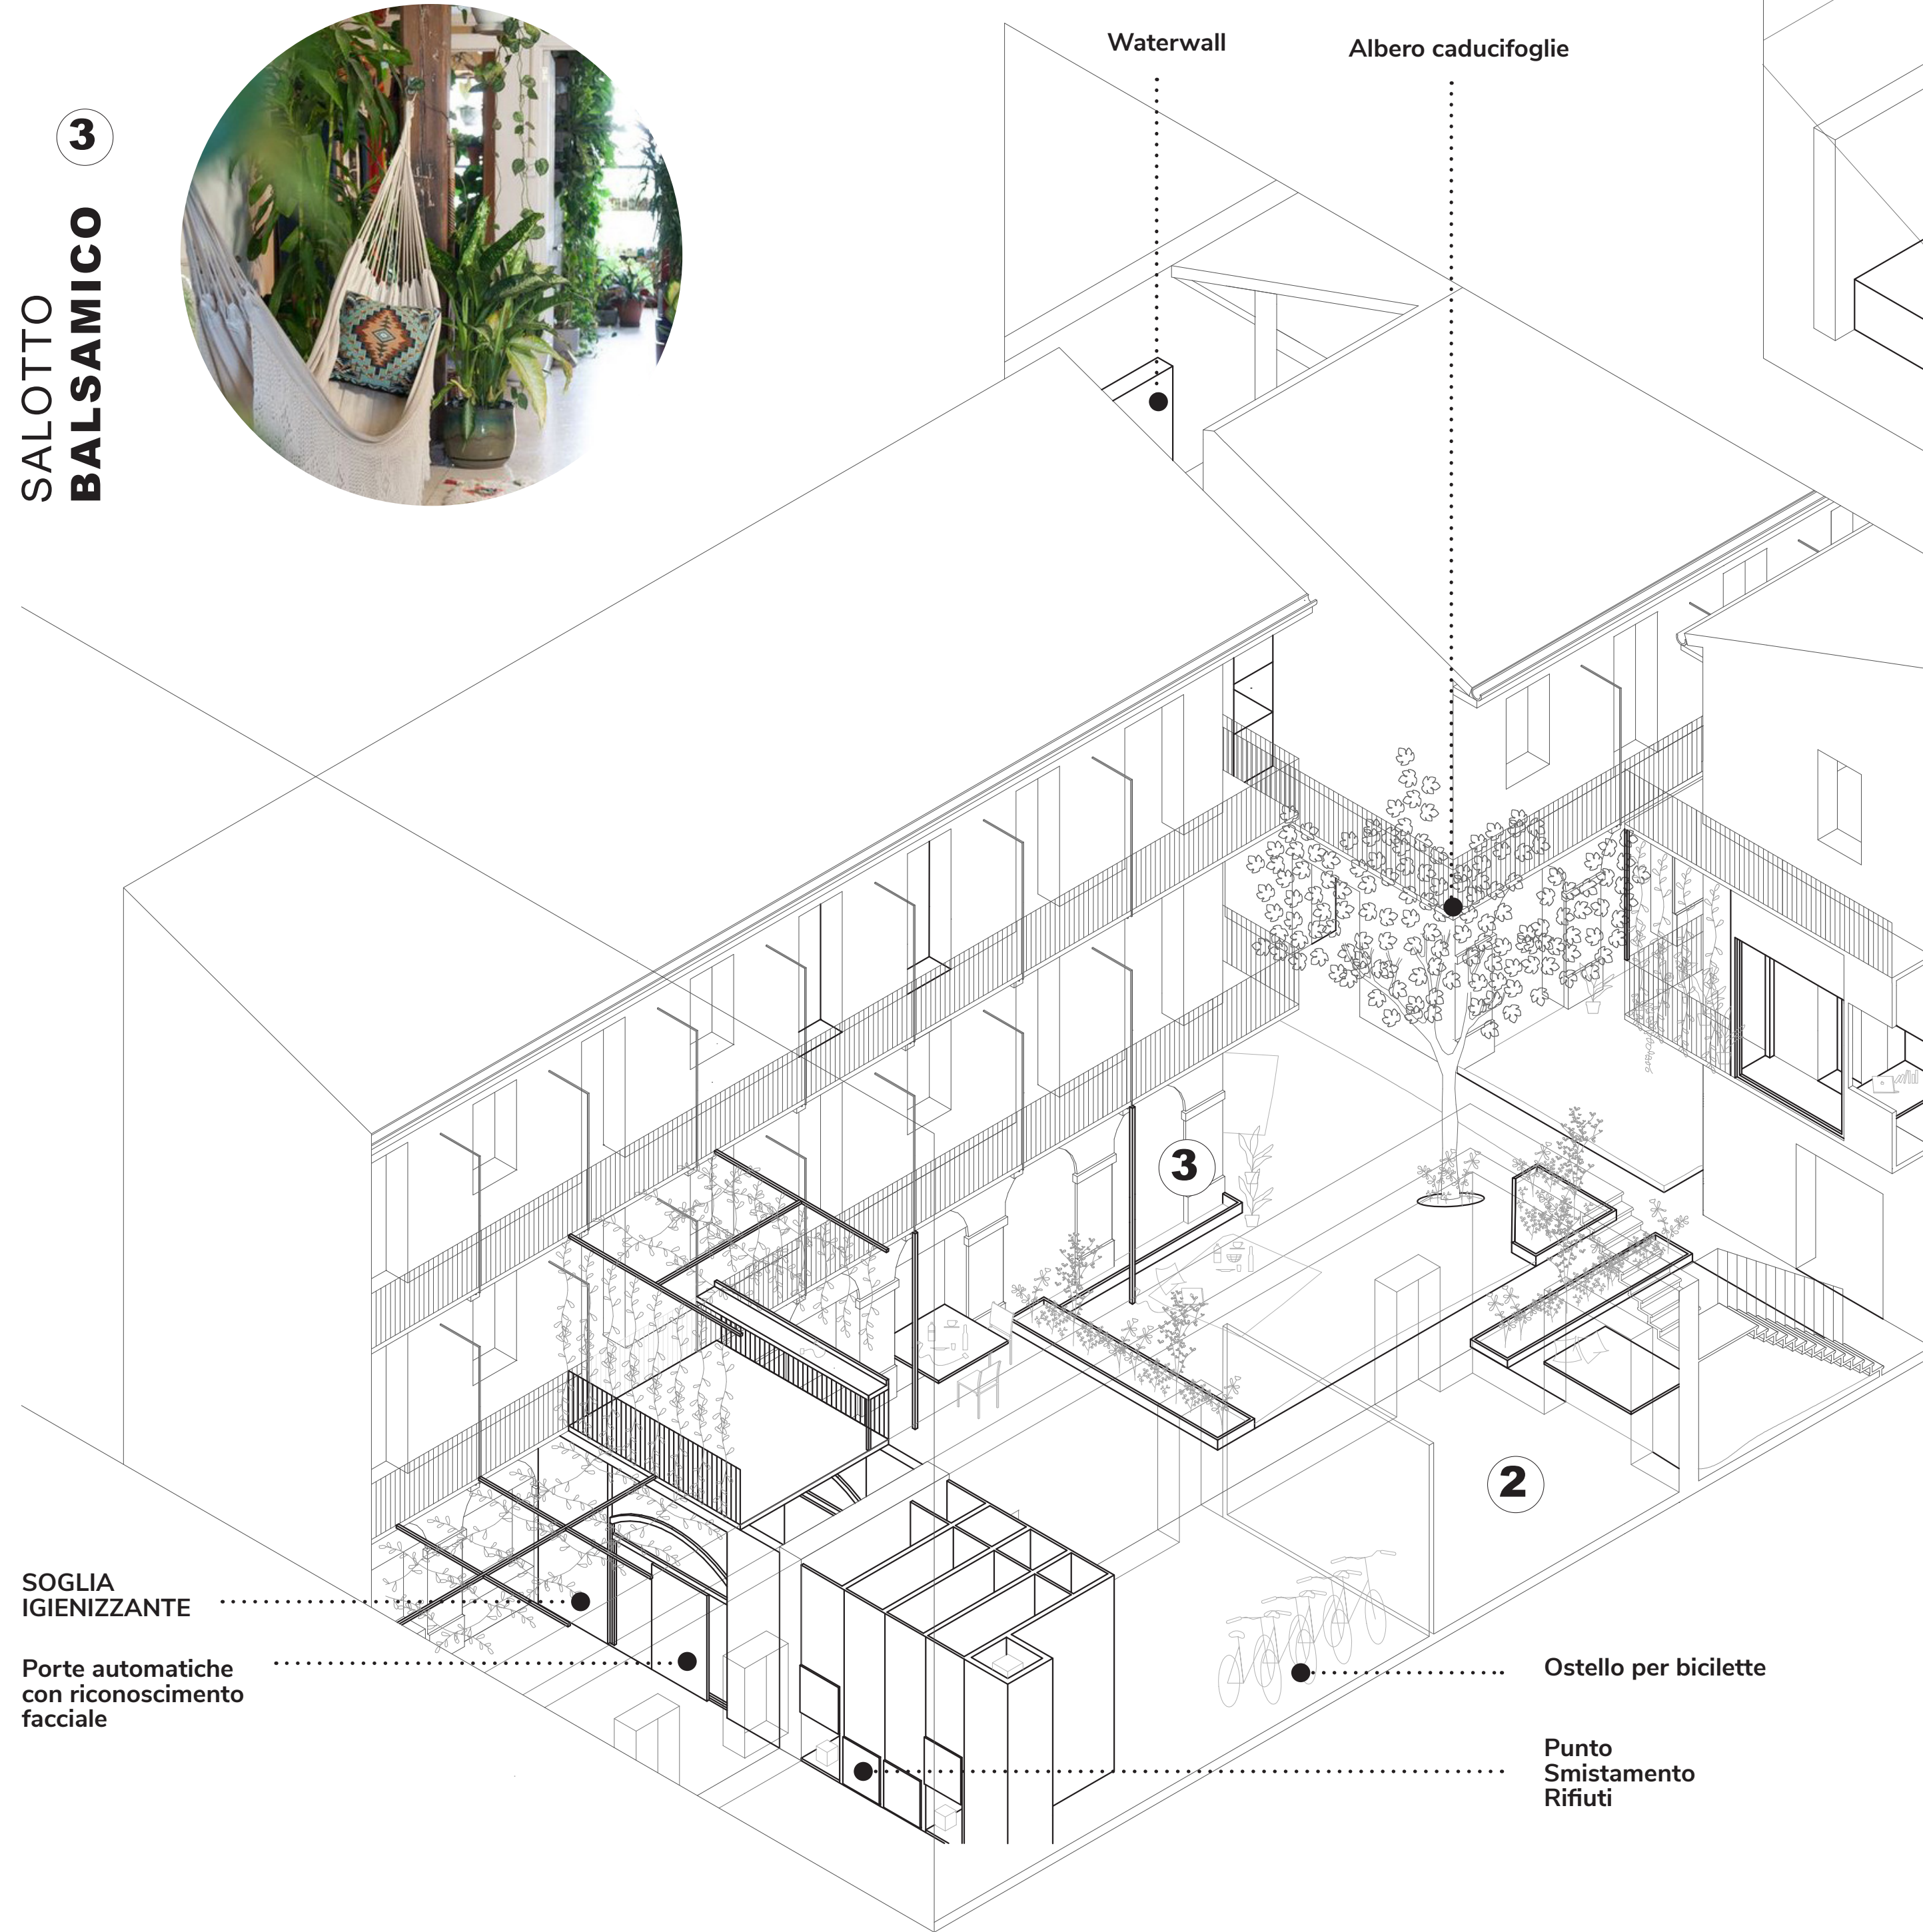 SALOTTO
BALSAMICO 3
Waterwall
Albero caducifoglie
3
2
SOGLIA
IGIENIZZANTE
Porte automatiche
con riconoscimento
facciale
Ostello per bicilette
Punto
Smistamento
Rifiuti